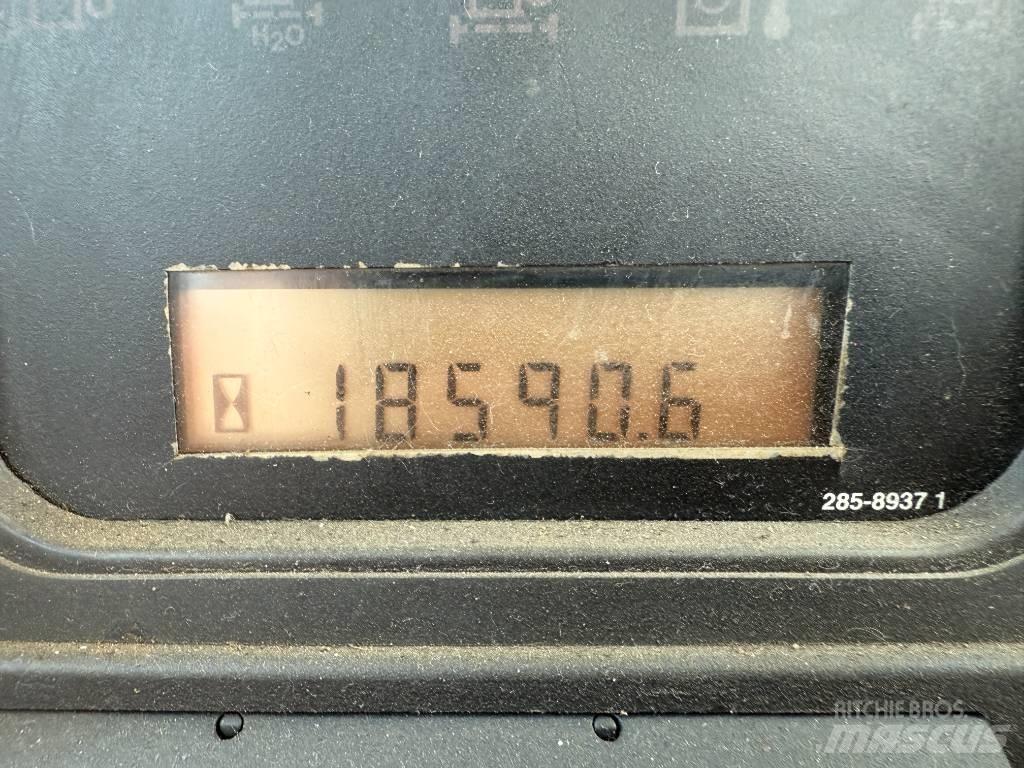 H2O
18590.6
285-8937 1
RITCHIE BROS.
MASCUS